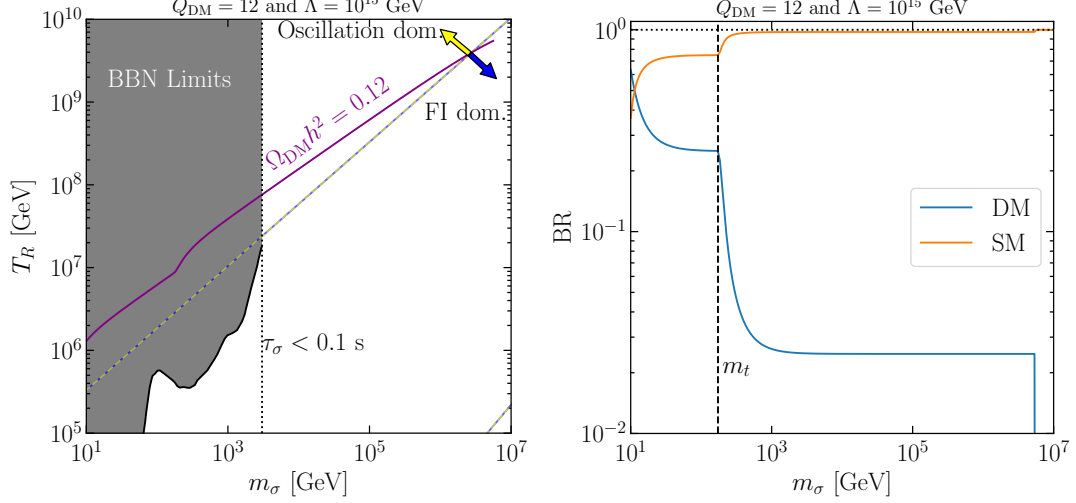 Q_DM = 12 and Λ = 10^15 GeV
10^10
10^9
10^8
10^7
10^6
10^5
T_R [GeV]
BBN Limits
Oscillation dom.
FI dom.
Ω_DM h^2 = 0.12
τ_σ < 0.1 s
10^1
10^3
10^5
10^7
m_σ [GeV]
Q_DM = 12 and Λ = 10^15 GeV
10^0
10^−1
10^−2
BR
DM
SM
m_t
10^1
10^3
10^5
10^7
m_σ [GeV]